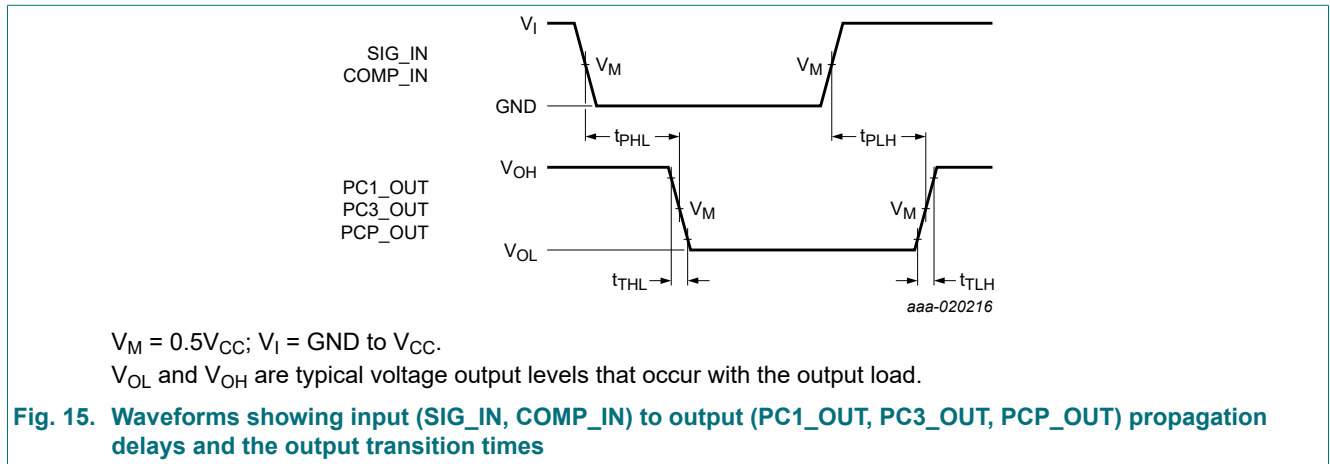 V_I
SIG_IN
COMP_IN
V_M
V_M
GND
t_PHL
t_PLH
V_OH
PC1_OUT
PC3_OUT
PCP_OUT
V_M
V_M
V_OL
t_THL
t_TLH
aaa-020216
V_M = 0.5V_CC; V_I = GND to V_CC.
V_OL and V_OH are typical voltage output levels that occur with the output load.
Fig. 15. Waveforms showing input (SIG_IN, COMP_IN) to output (PC1_OUT, PC3_OUT, PCP_OUT) propagation
delays and the output transition times